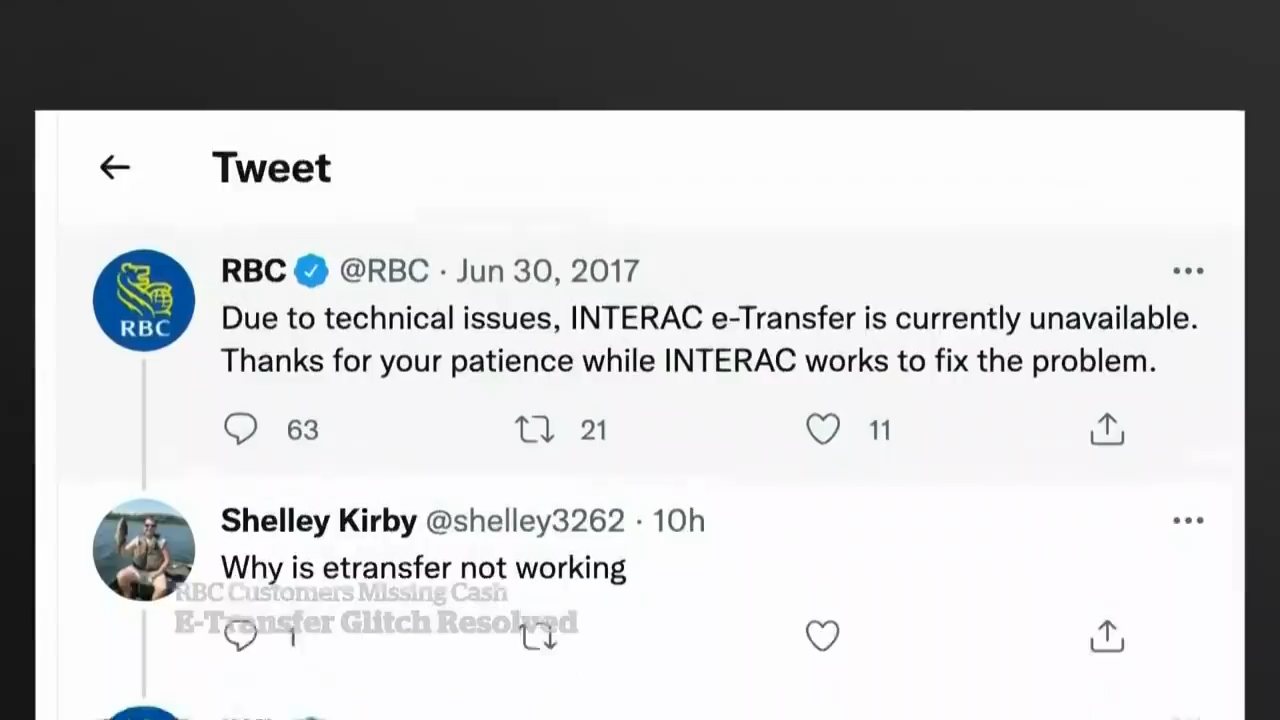 Tweet
RBC @RBC · Jun 30, 2017
RBC
Due to technical issues, INTERAC e-Transfer is currently unavailable.
Thanks for your patience while INTERAC works to fix the problem.
63 21 11
Shelley Kirby @shelley3262 · 10h
Why is etransfer not working
RBC Customers Missing Cash
E-Transfer Glitch Resolved
1